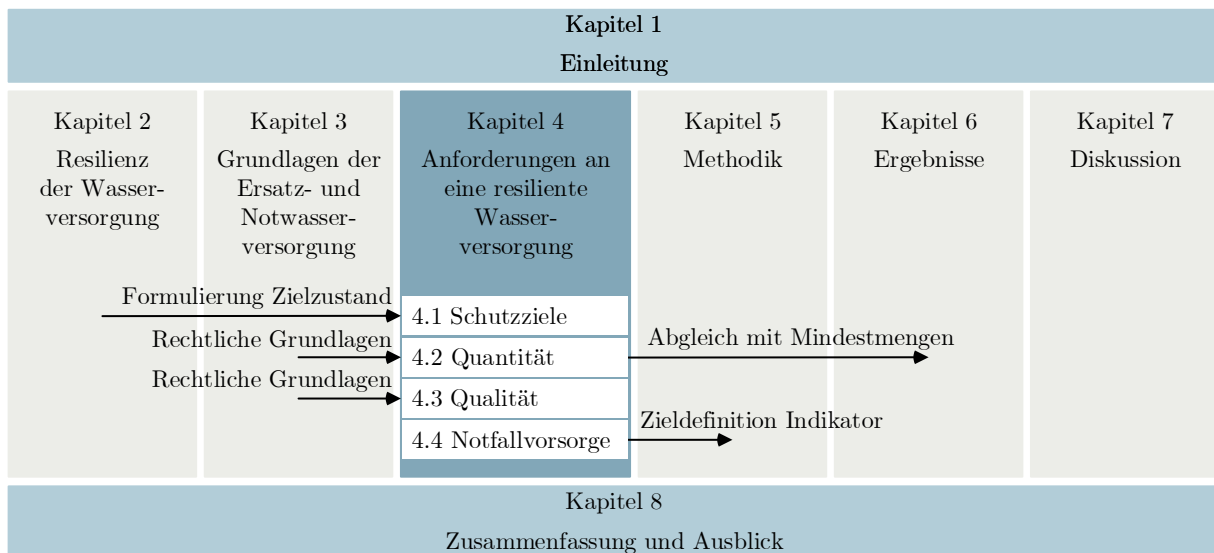 Kapitel 1
Einleitung
Kapitel 2
Resilienz
der Wasser-
versorgung
Kapitel 3
Grundlagen der
Ersatz- und
Notwasser-
versorgung
Kapitel 4
Anforderungen an
eine resiliente
Wasser-
versorgung
Kapitel 5
Methodik
Kapitel 6
Ergebnisse
Kapitel 7
Diskussion
Formulierung Zielzustand
4.1 Schutzziele
Rechtliche Grundlagen
4.2 Quantität
Abgleich mit Mindestmengen
Rechtliche Grundlagen
4.3 Qualität
4.4 Notfallvorsorge
Zieldefinition Indikator
Kapitel 8
Zusammenfassung und Ausblick